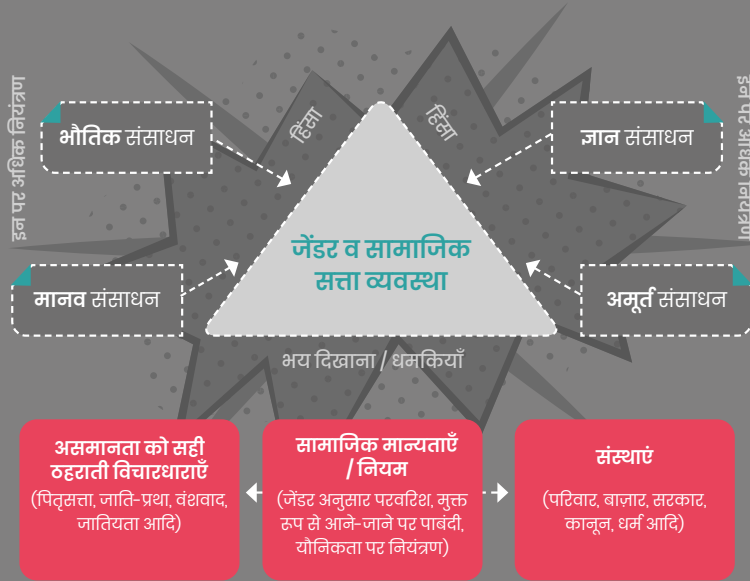 इन पर अधिक नियंत्रण
इन पर अधिक नियंत्रण
हिंसा
हिंसा
भौतिक संसाधन
ज्ञान संसाधन
जेंडर व सामाजिक
सत्ता व्यवस्था
मानव संसाधन
अमूर्त संसाधन
भय दिखाना / धमकियाँ
असमानता को सही
ठहराती विचारधाराएँ
(पितृसत्ता, जाति-प्रथा, वंशवाद,
जातियता आदि)
सामाजिक मान्यताएँ
/ नियम
(जेंडर अनुसार परवरिश, मुक्त
रूप से आने-जाने पर पाबंदी,
यौनिकता पर नियंत्रण)
संस्थाएं
(परिवार, बाज़ार, सरकार,
कानून, धर्म आदि)